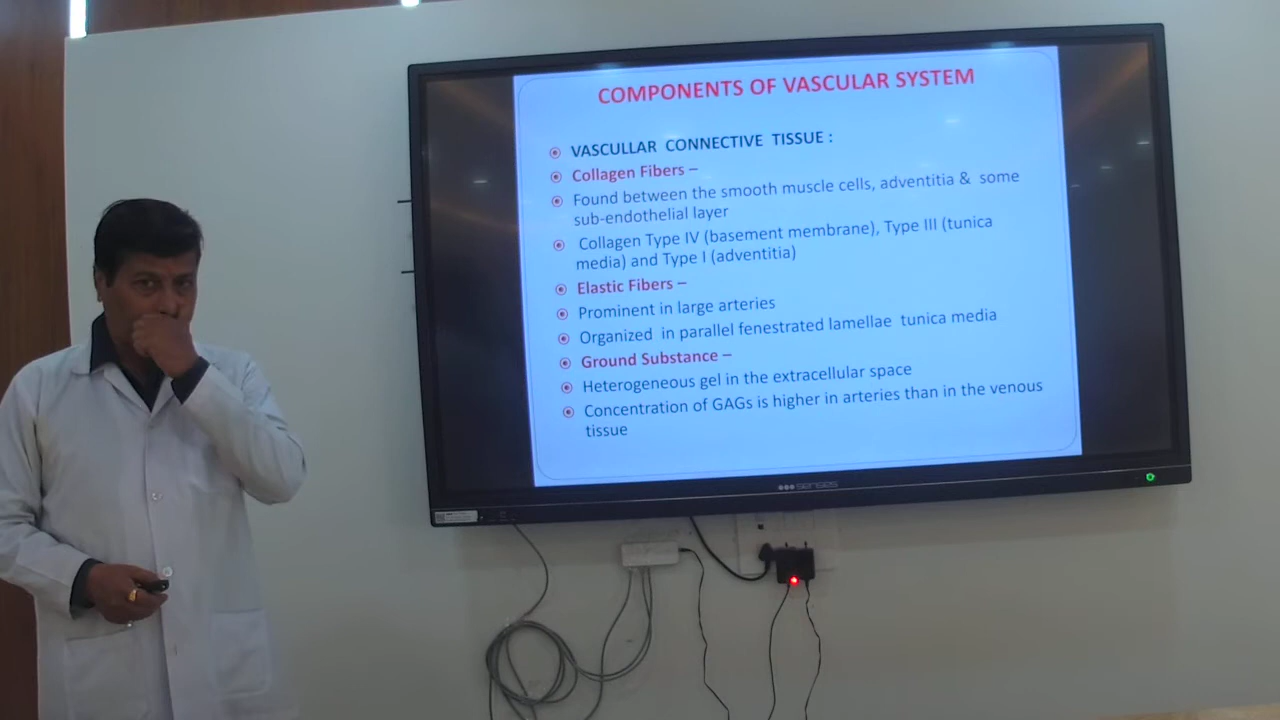 COMPONENTS OF VASCULAR SYSTEM
VASCULLAR CONNECTIVE TISSUE :
Collagen Fibers –
Found between the smooth muscle cells, adventitia & some
sub-endothelial layer
Collagen Type IV (basement membrane), Type III (tunica
media) and Type I (adventitia)
Elastic Fibers –
Prominent in large arteries
Organized in parallel fenestrated lamellae tunica media
Ground Substance –
Heterogeneous gel in the extracellular space
Concentration of GAGs is higher in arteries than in the venous
tissue
senses